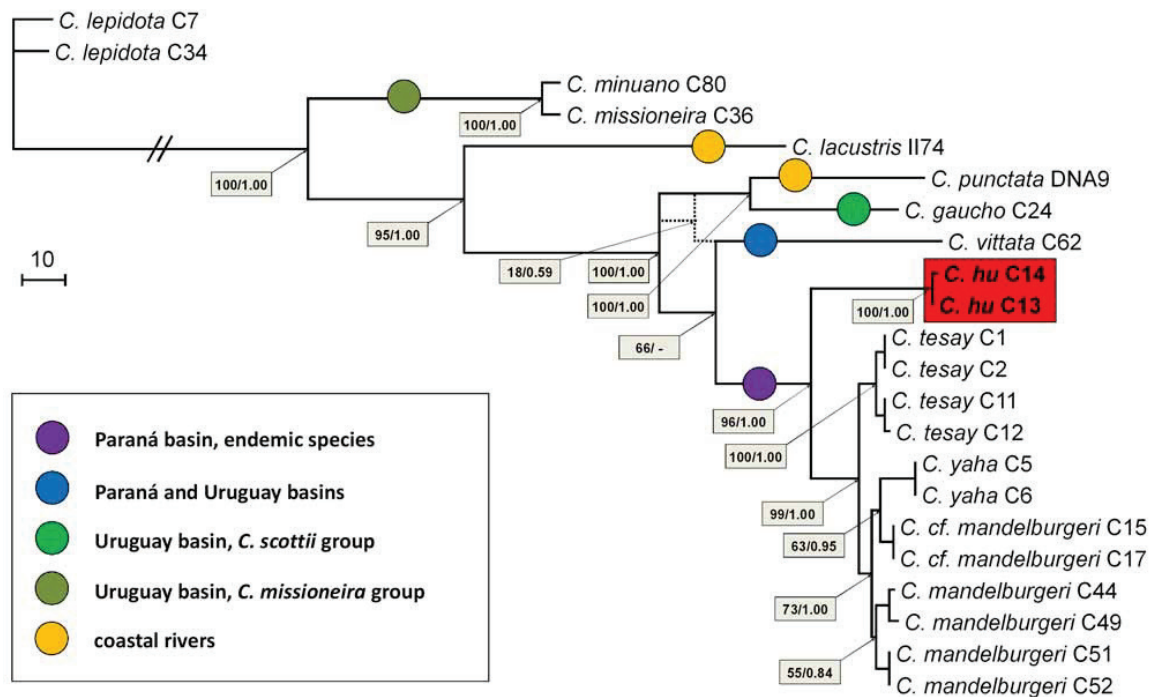 C. lepidota C7
C. lepidota C34
C. minuano C80
C. missioneira C36
100/1.00
C. lacustris II74
100/1.00
C. punctata DNA9
C. gaucho C24
95/1.00
C. vittata C62
18/0.59
100/1.00
10
C. hu C14
100/1.00
C. hu C13
100/1.00
C. tesay C1
66/ -
C. tesay C2
C. tesay C11
96/1.00
C. tesay C12
100/1.00
C. yaha C5
C. yaha C6
99/1.00
C. cf. mandelburgeri C15
63/0.95
C. cf. mandelburgeri C17
C. mandelburgeri C44
73/1.00
C. mandelburgeri C49
C. mandelburgeri C51
55/0.84
C. mandelburgeri C52
Paraná basin, endemic species
Paraná and Uruguay basins
Uruguay basin, C. scottii group
Uruguay basin, C. missioneira group
coastal rivers